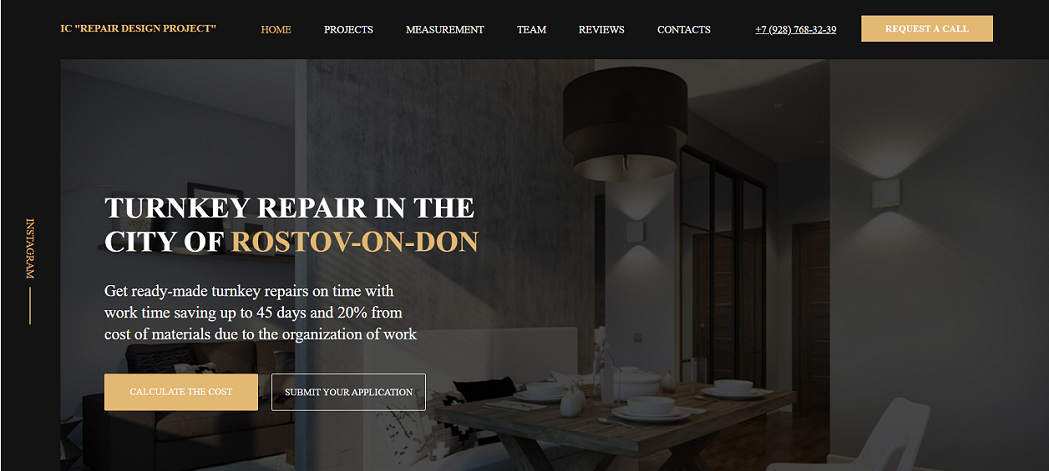 IC "REPAIR DESIGN PROJECT"
HOME
PROJECTS
MEASUREMENT
TEAM
REVIEWS
CONTACTS
+7 (928) 768-32-39
REQUEST A CALL
INSTAGRAM
TURNKEY REPAIR IN THE
CITY OF ROSTOV-ON-DON
Get ready-made turnkey repairs on time with
work time saving up to 45 days and 20% from
cost of materials due to the organization of work
CALCULATE THE COST
SUBMIT YOUR APPLICATION